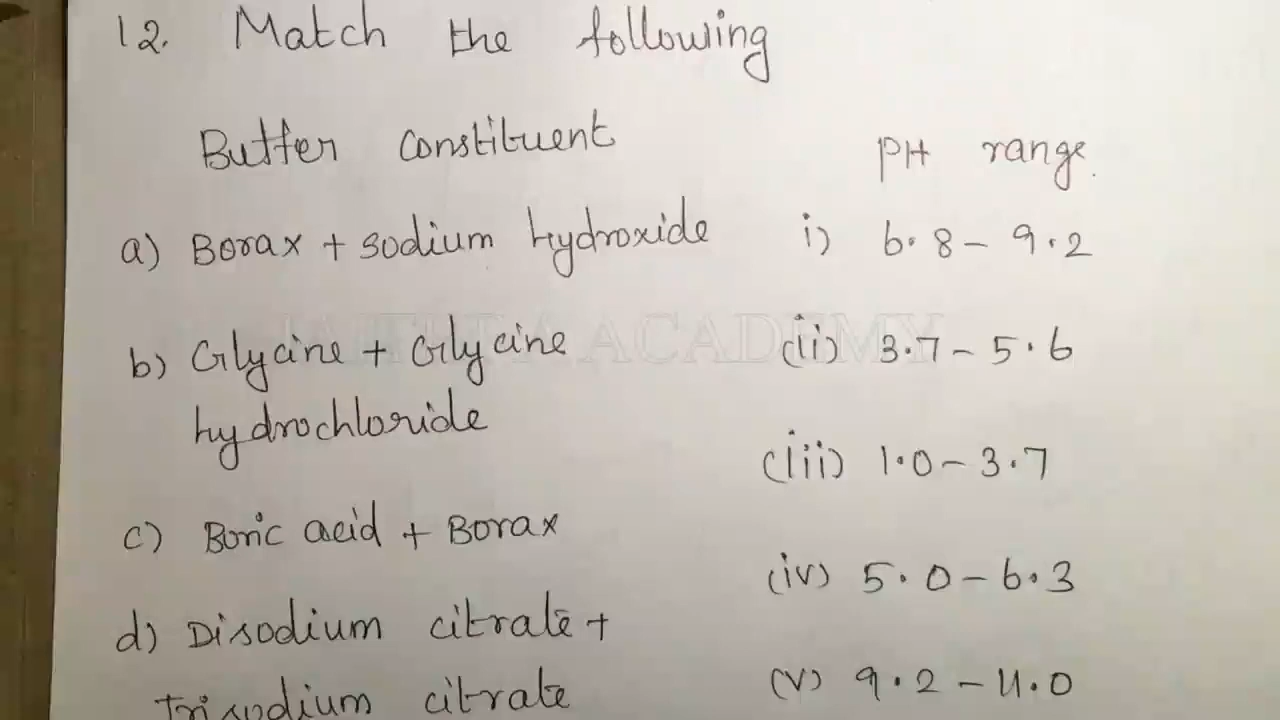 12. Match the following
Buffer constituent
PH range.
a) Borax + sodium hydroxide i) 6.8 - 9.2
b) Glycine + Glycine (ii) 3.7 - 5.6
hydrochloride
(iii) 1.0 - 3.7
c) Boric acid + Borax
(iv) 5.0 - 6.3
d) Disodium citrate +
Trisodium citrate (v) 9.2 - 11.0